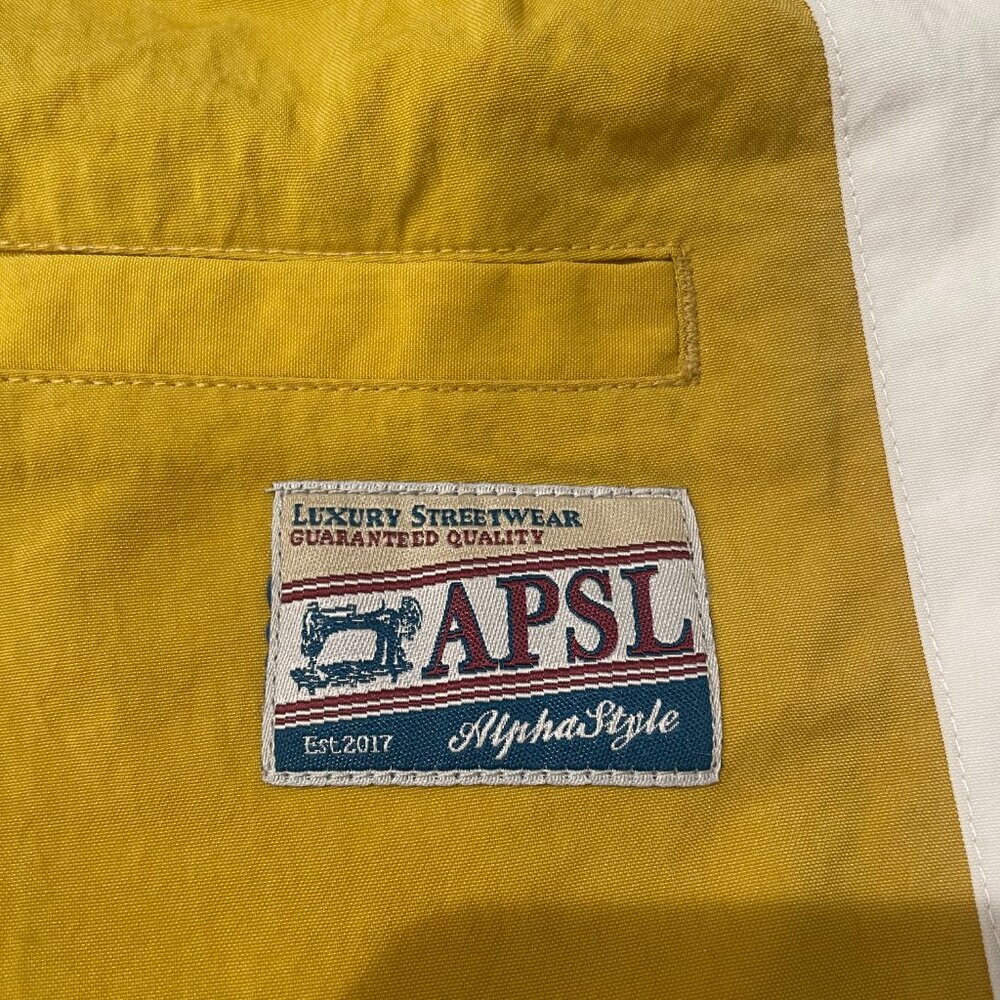 LUXURY STREETWEAR
GUARANTEED QUALITY
APSL
Est.2017
AlphaStyle